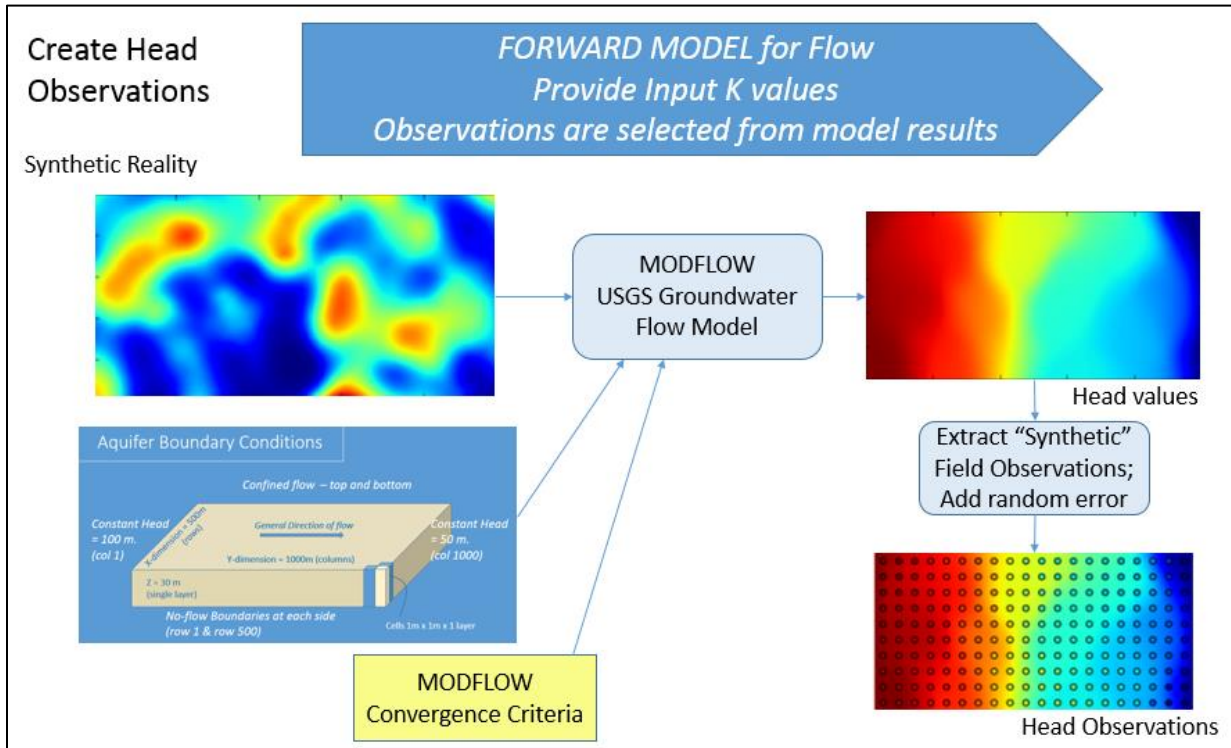 Create Head
Observations
FORWARD MODEL for Flow
Provide Input K values
Observations are selected from model results
Synthetic Reality
MODFLOW
USGS Groundwater
Flow Model
Head values
Aquifer Boundary Conditions
Confined flow – top and bottom
Constant Head
= 100 m.
(col 1)
X-dimension = 500m
(rows)
General Direction of flow
Constant Head
= 50 m.
(col 1000)
Y-dimension = 1000m (columns)
Z = 30 m
(single layer)
No-flow Boundaries at each side
(row 1 & row 500)
Cells 1m x 1m x 1 layer
Extract “Synthetic”
Field Observations;
Add random error
MODFLOW
Convergence Criteria
Head Observations